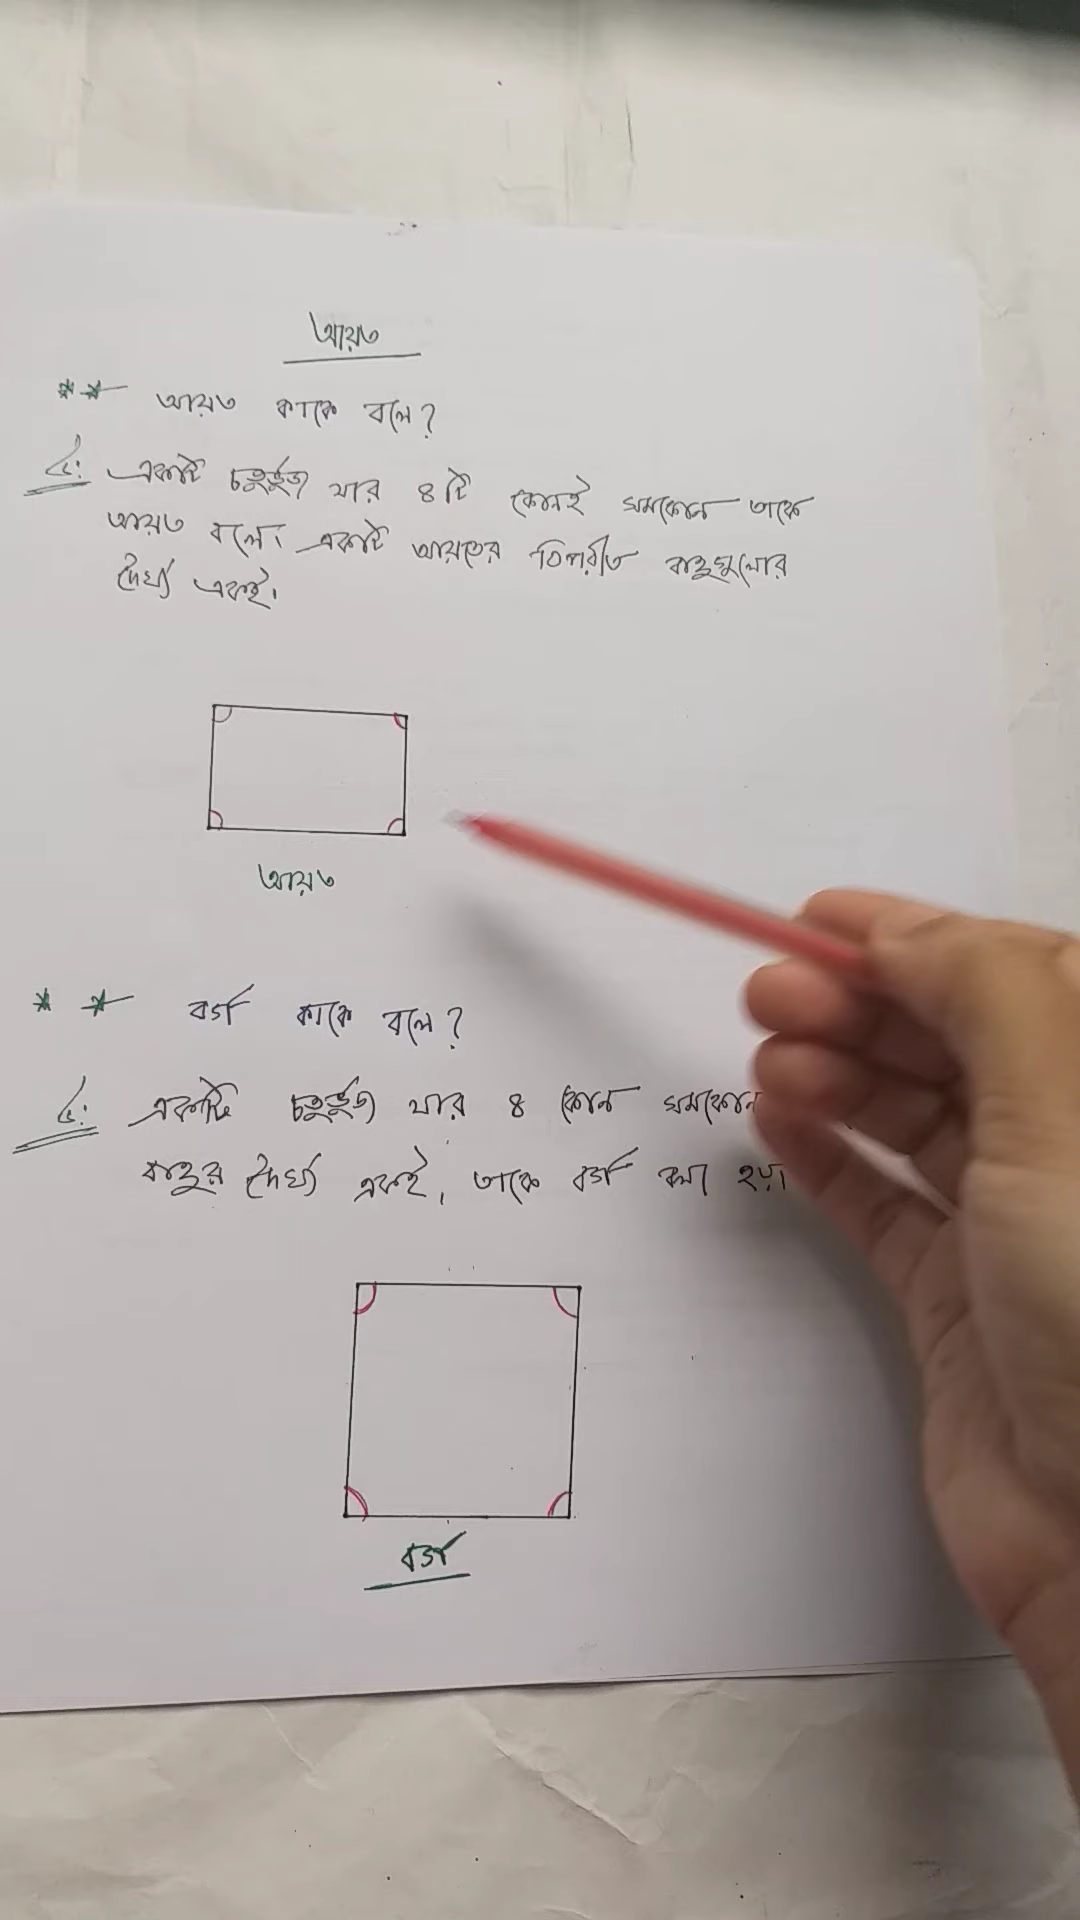 আয়ত
** আয়ত কাকে বলে?
উ: একটি চতুর্ভুজ যার ৪টি কোনই সমকোন তাকে
আয়ত বলে। একটি আয়তের বিপরীত বাহুগুলোর
দৈর্ঘ্য একই।
আয়ত
** বর্গ কাকে বলে?
উ: একটি চতুর্ভুজ যার ৪ কোন সমকোন
বাহুর দৈর্ঘ্য একই, তাকে বর্গ বলা হয়।
বর্গ